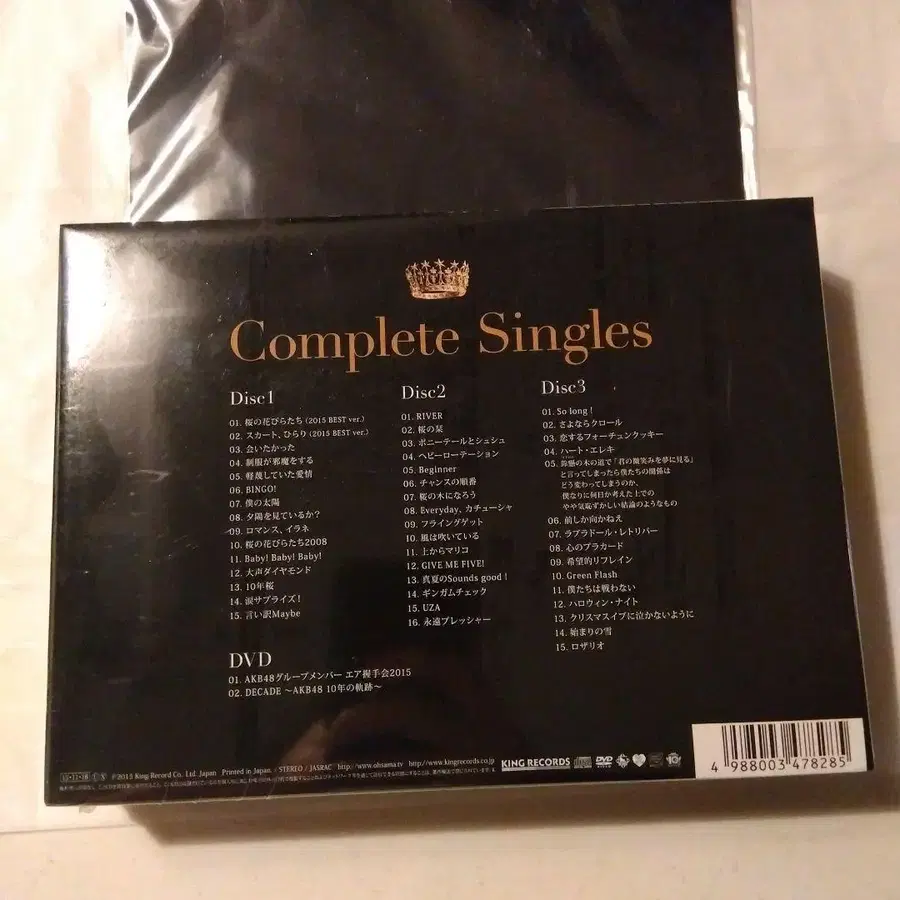 Complete Singles
Disc1
01. 桜の花びらたち (2015 BEST ver.)
02. スカート、ひらり (2015 BEST ver.)
03. 会いたかった
04. 制服が邪魔をする
05. 軽蔑していた愛情
06. BINGO!
07. 僕の太陽
08. 夕陽を見ているか?
09. ロマンス、イラネ
10. 桜の花びらたち2008
11. Baby! Baby! Baby!
12. 大声ダイヤモンド
13. 10年桜
14. 涙サプライズ!
15. 言い訳Maybe
Disc2
01. RIVER
02. 桜の栞
03. ポニーテールとシュシュ
04. ヘビーローテーション
05. Beginner
06. チャンスの順番
07. 桜の木になろう
08. Everyday、カチューシャ
09. フライングゲット
10. 風は吹いている
11. 上からマリコ
12. GIVE ME FIVE!
13. 真夏のSounds good !
14. ギンガムチェック
15. UZA
16. 永遠プレッシャー
Disc3
01. So long !
02. さよならクロール
03. 恋するフォーチュンクッキー
04. ハート・エレキ
05. 鈴懸の木の道で「君の微笑みを夢に見る」
と言ってしまったら僕たちの関係は
どう変わってしまうのか、
僕なりに何日か考えた上での
やや気恥ずかしい結論のようなもの
06. 前しか向かねえ
07. ラブラドール・レトリバー
08. 心のプラカード
09. 希望的リフレイン
10. Green Flash
11. 僕たちは戦わない
12. ハロウィン・ナイト
13. クリスマスイブに泣かないように
14. 始まりの雪
15. ロザリオ
DVD
01. AKB48グループメンバー エア握手会2015
02. DECADE ～AKB48 10年の軌跡～
℗2015 King Record Co. Ltd. Japan Printed in Japan. / STEREO / JASRAC http://www.ohsama.tv http://www.kingrecords.co.jp
KING RECORDS
DVD
4 988003 478285